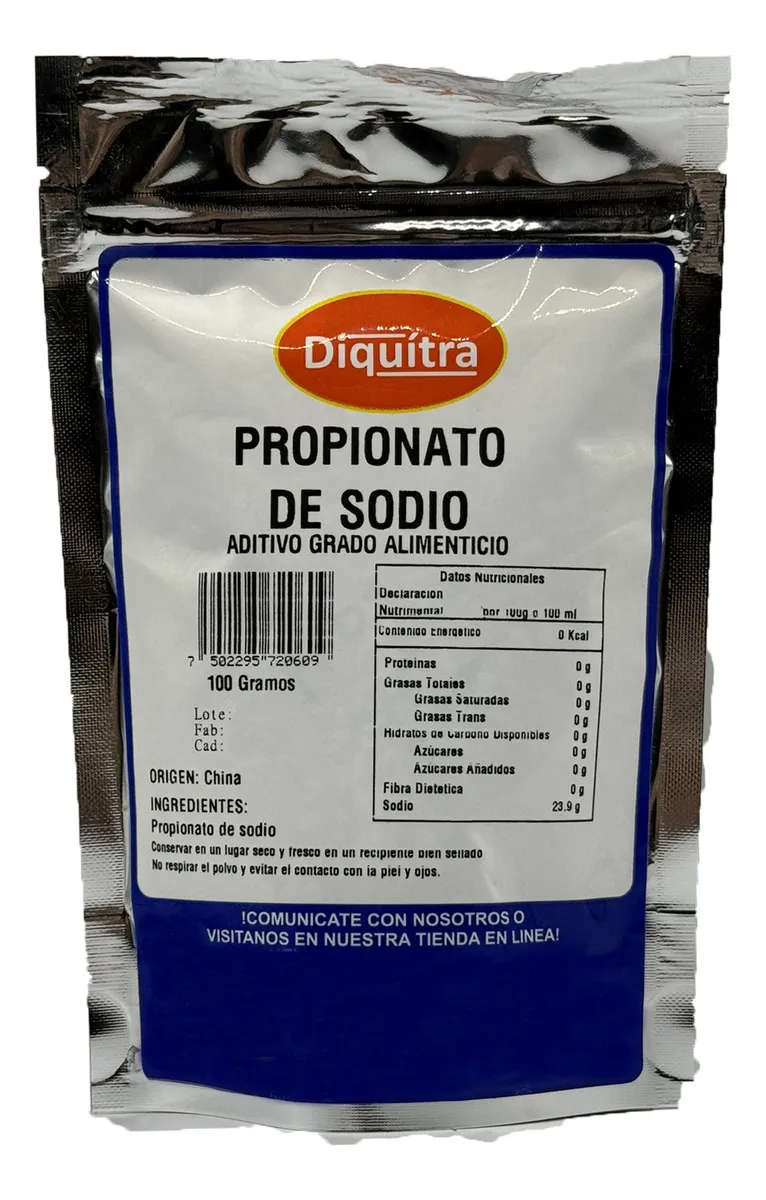 Diquítra
PROPIONATO
DE SODIO
ADITIVO GRADO ALIMENTICIO
7 502295 720609
100 Gramos
Lote:
Fab:
Cad:
ORIGEN: China
INGREDIENTES:
Propionato de sodio
Datos Nutricionales
Declaracion
Nutrimental por 100g o 100 ml
Contenido Energetico 0 Kcal
Proteinas 0 g
Grasas Totales 0 g
Grasas Saturadas 0 g
Grasas Trans 0 g
Hidratos de Carbono Disponibles 0 g
Azúcares 0 g
Azúcares Añadidos 0 g
Fibra Dietetica 0 g
Sodio 23.9 g
Conservar en un lugar seco y fresco en un recipiente bien sellado
No respirar el polvo y evitar el contacto con la piel y ojos.
!COMUNICATE CON NOSOTROS O
VISITANOS EN NUESTRA TIENDA EN LINEA!